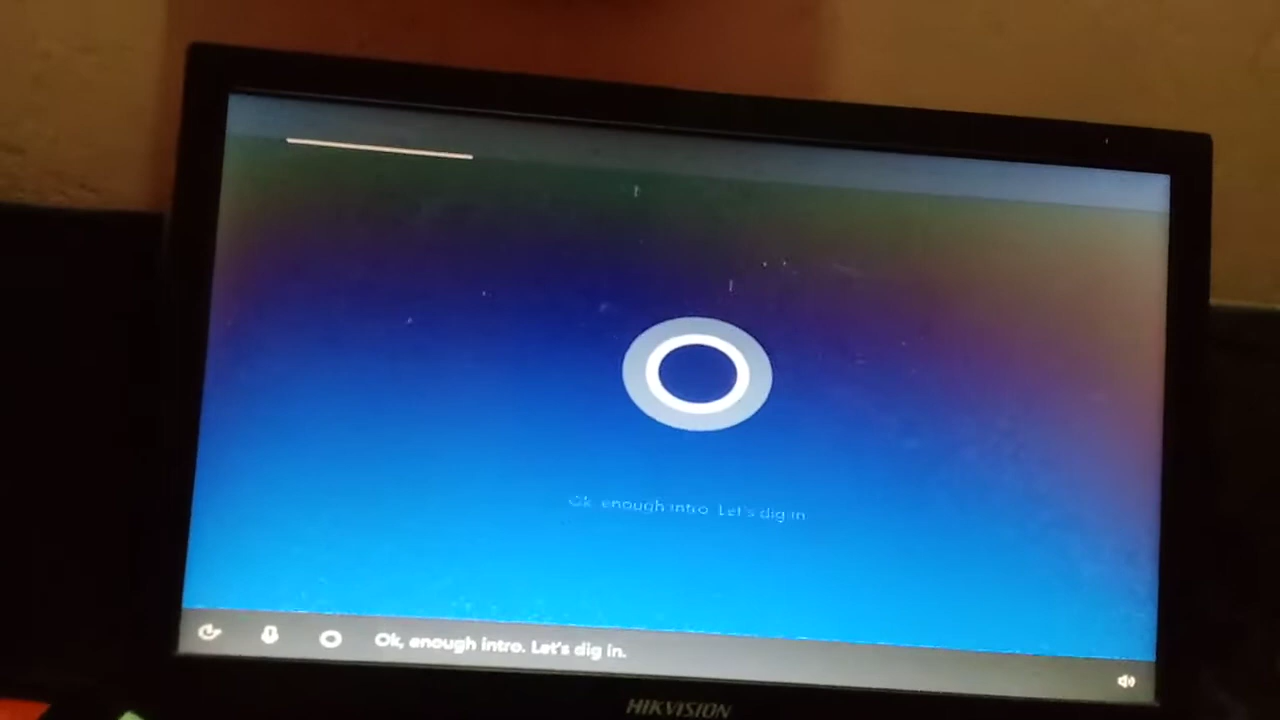 Ok, enough intro. Let's dig in.
Ok, enough intro. Let's dig in.
HIKVISION